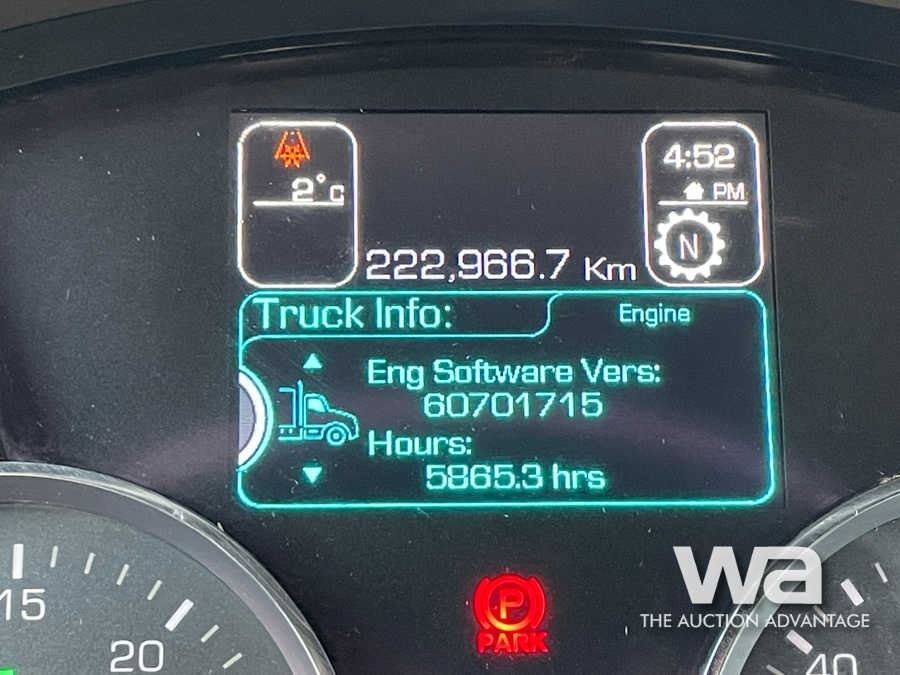 2°C
4:52
PM
N
222,966.7 Km
Truck Info:
Engine
Eng Software Vers:
60701715
Hours:
5865.3 hrs
15
20
P
PARK
40
wa
THE AUCTION ADVANTAGE